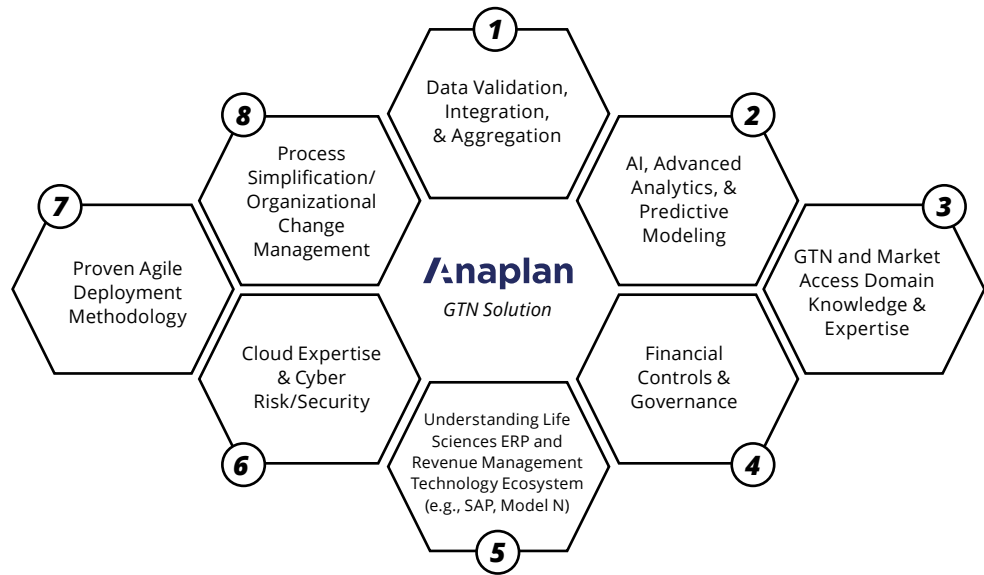 1
Data Validation,
Integration,
& Aggregation
2
AI, Advanced
Analytics, &
Predictive
Modeling
3
GTN and Market
Access Domain
Knowledge &
Expertise
4
Financial
Controls &
Governance
5
Understanding Life
Sciences ERP and
Revenue Management
Technology Ecosystem
(e.g., SAP, Model N)
6
Cloud Expertise
& Cyber
Risk/Security
7
Proven Agile
Deployment
Methodology
8
Process
Simplification/
Organizational
Change
Management
Anaplan
GTN Solution